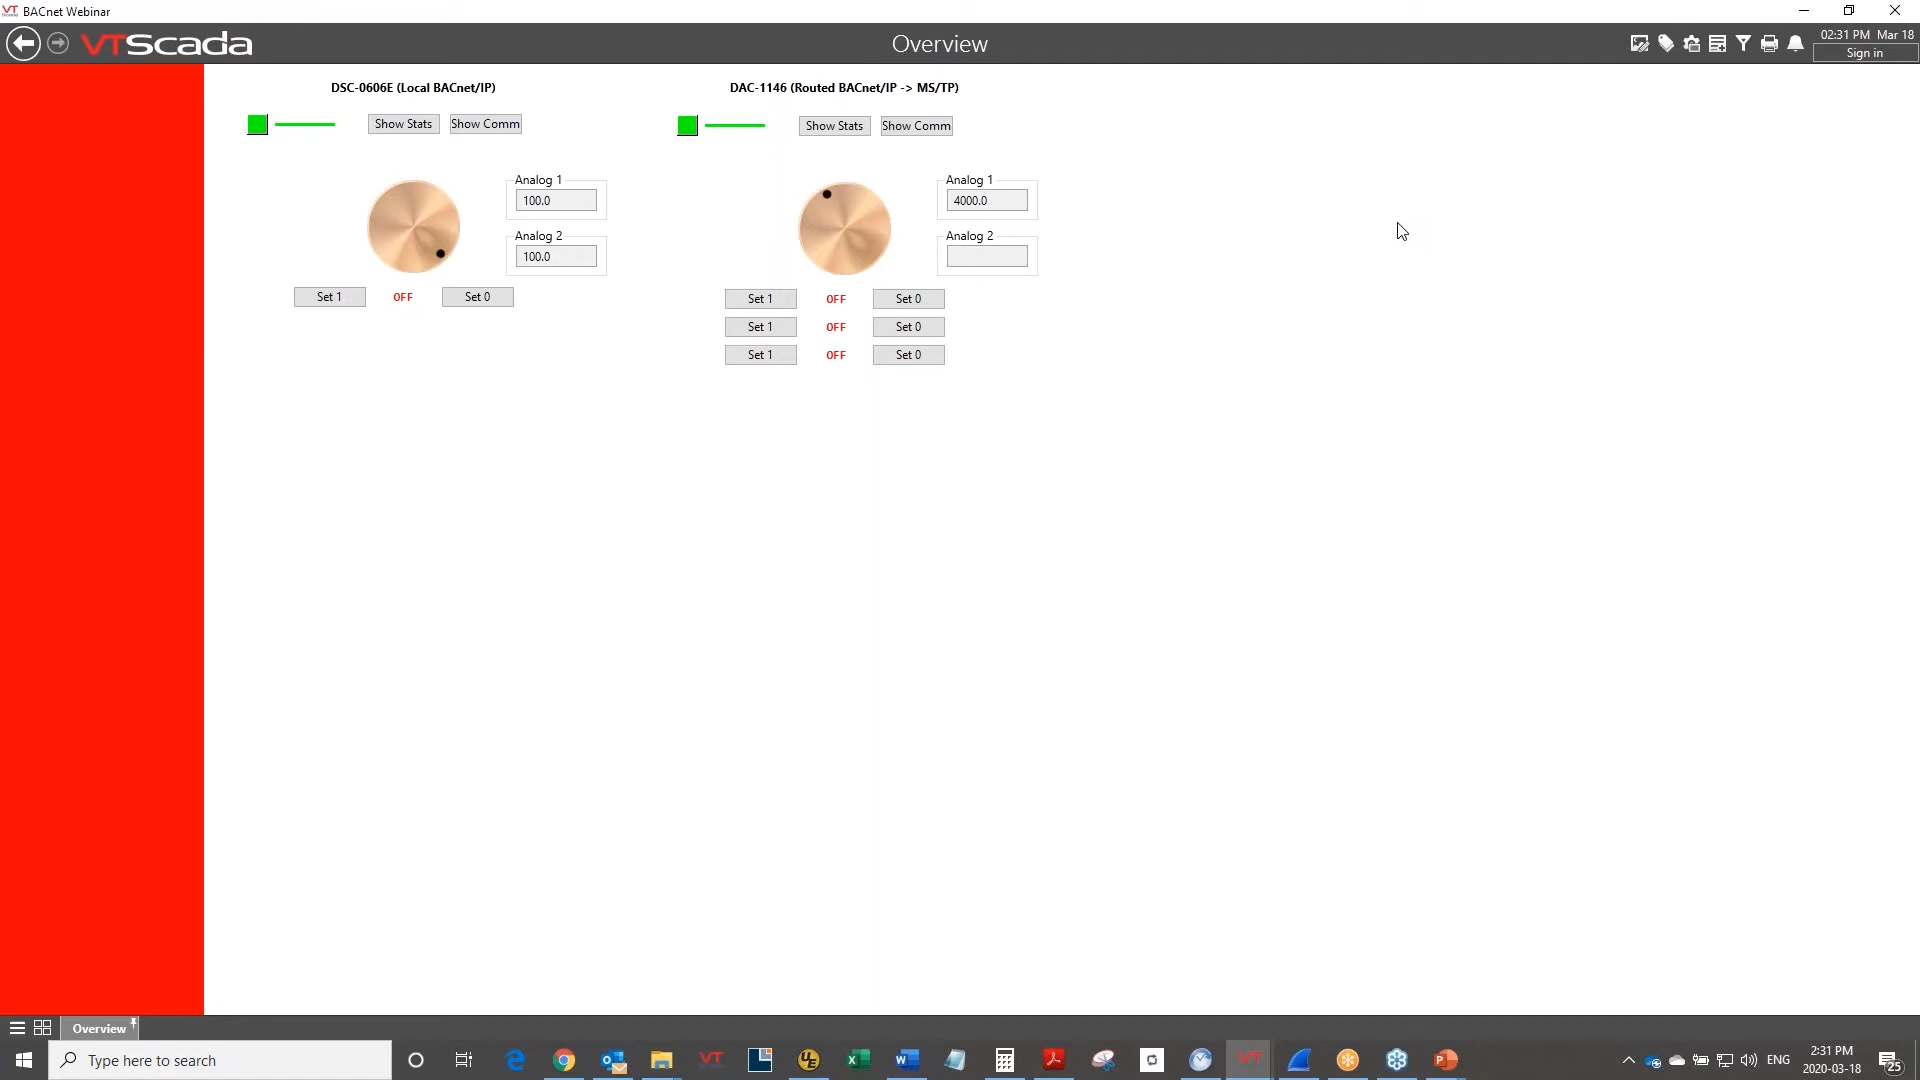 BACnet Webinar
VTScada
Overview
02:31 PM Mar 18
Sign in
DSC-0606E (Local BACnet/IP)
DAC-1146 (Routed BACnet/IP -> MS/TP)
Show Stats
Show Comm
Show Stats
Show Comm
Analog 1
100.0
Analog 2
100.0
Analog 1
4000.0
Analog 2
Set 1 OFF Set 0
Set 1 OFF Set 0
Set 1 OFF Set 0
Set 1 OFF Set 0
Overview
Type here to search
ENG
2:31 PM
2020-03-18
25